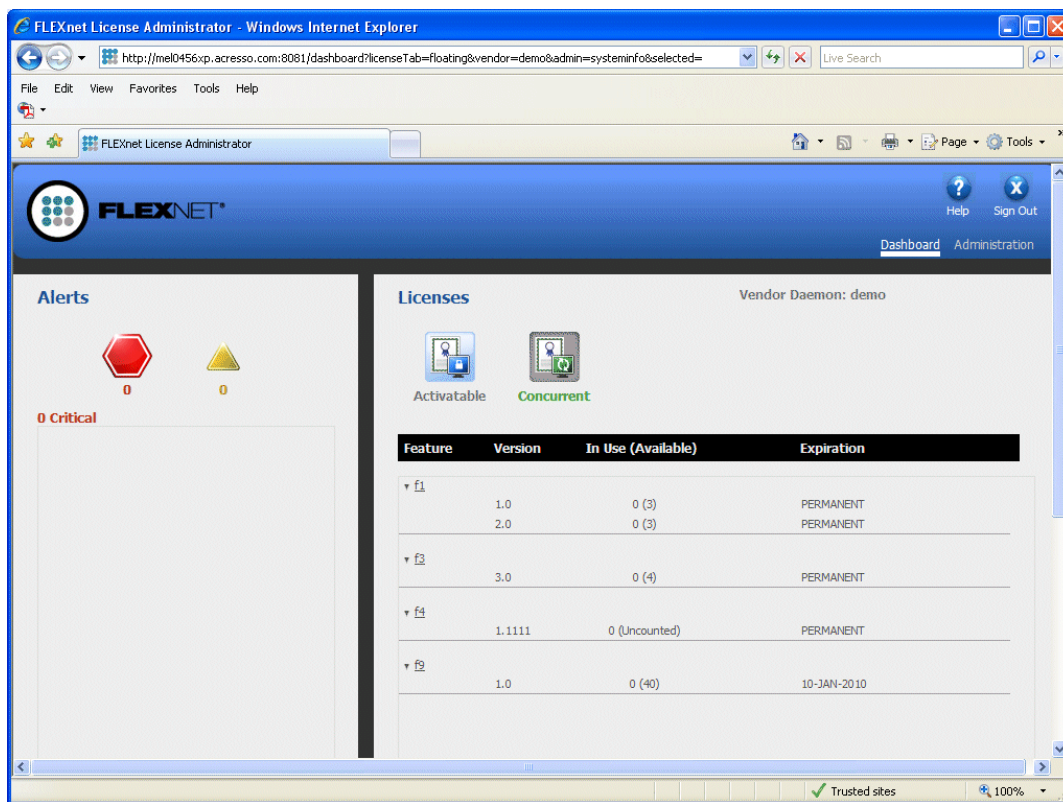 FLEXnet License Administrator - Windows Internet Explorer
http://mel0456xp.acresso.com:8081/dashboard?licenseTab=floating&vendor=demo&admin=systeminfo&selected=
Live Search
File Edit View Favorites Tools Help
FLEXnet License Administrator
Page Tools »
FLEXNET
Help Sign Out
Dashboard Administration
Alerts
0 0
0 Critical
Licenses Vendor Daemon: demo
Activatable Concurrent
Feature Version In Use (Available) Expiration
f1
1.0 0 (3) PERMANENT
2.0 0 (3) PERMANENT
f3
3.0 0 (4) PERMANENT
f4
1.1111 0 (Uncounted) PERMANENT
f9
1.0 0 (40) 10-JAN-2010
Trusted sites 100%